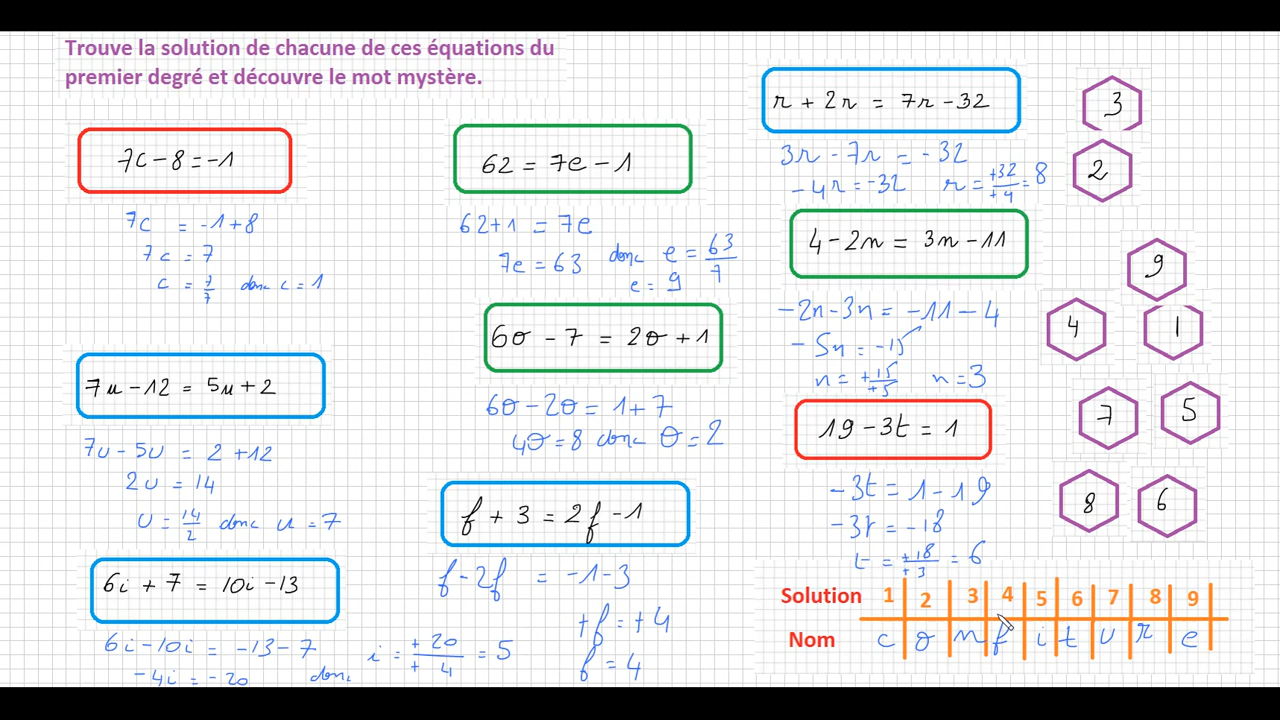 Trouve la solution de chacune de ces équations du
premier degré et découvre le mot mystère.
7c - 8 = -1
7c = -1 + 8
7c = 7
c = 7/7 donc c = 1
7u - 12 = 5u + 2
7u - 5u = 2 + 12
2u = 14
u = 14/2 donc u = 7
6i + 7 = 10i - 13
6i - 10i = -13 - 7
-4i = -20 donc
i = +20/+4 = 5
62 = 7e - 1
62 + 1 = 7e
7e = 63 donc e = 63/7
e = 9
6o - 7 = 2o + 1
6o - 2o = 1 + 7
4o = 8 donc o = 2
f + 3 = 2f - 1
f - 2f = -1 - 3
+f = +4
f = 4
r + 2r = 7r - 32
3r - 7r = -32
-4r = -32 r = +32/+4 = 8
4 - 2n = 3n - 11
-2n - 3n = -11 - 4
-5n = -15
n = +15/+5 n = 3
19 - 3t = 1
-3t = 1 - 19
-3t = -18
t = +18/+3 = 6
3
2
9
4 1
7 5
8 6
Solution 1 2 3 4 5 6 7 8 9
Nom c o n f i t u r e